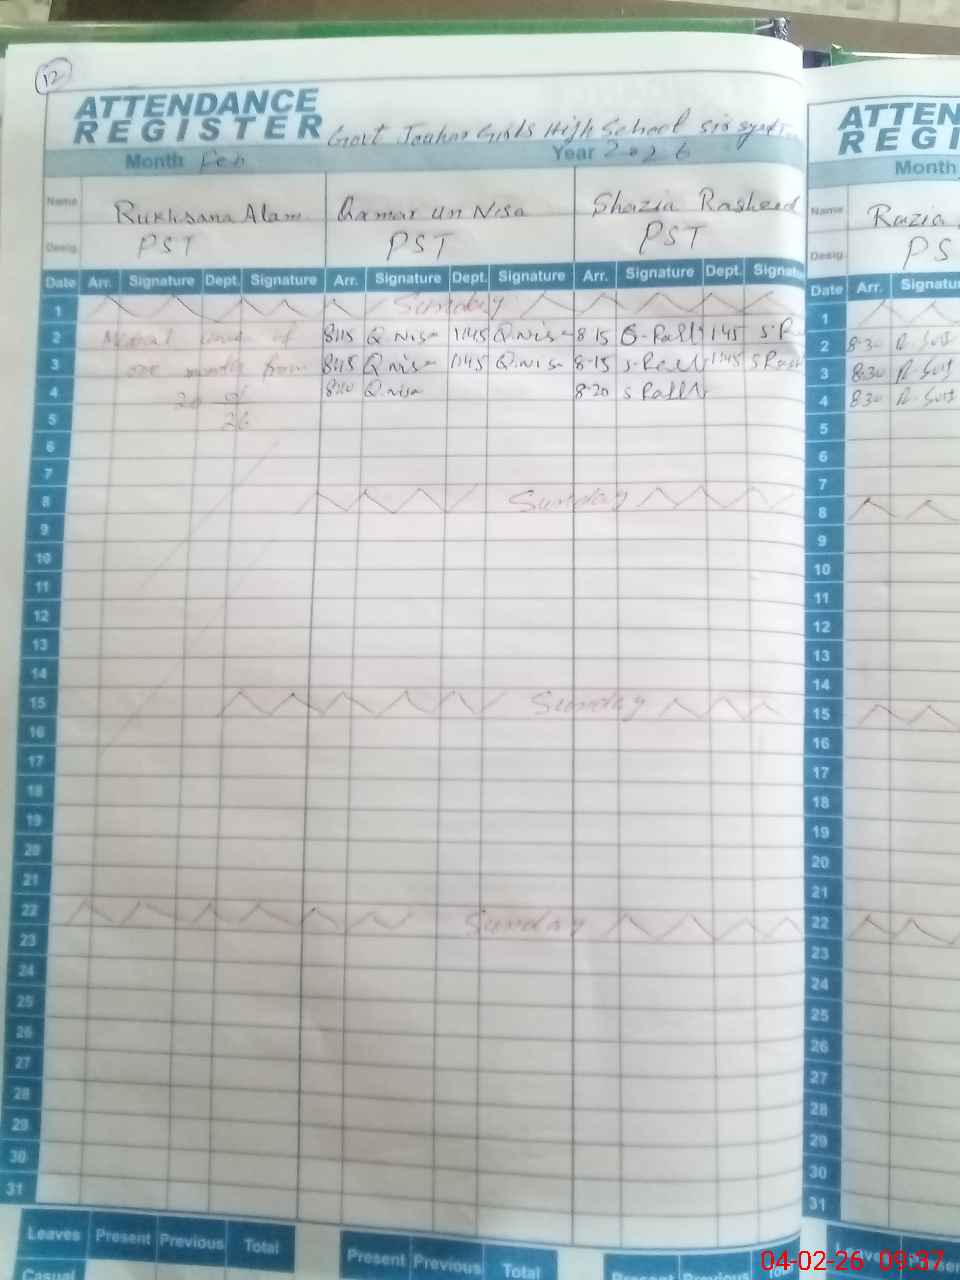 12
ATTENDANCE
REGISTER
Govt Jauhar Girls High School
Month Feb Year 2026
Name Rukhsana Alam Qamar un Nisa Shazia Rasheed
Desig. PST PST PST
Date Arr. Signature Dept. Signature Arr. Signature Dept. Signature Arr. Signature Dept. Signatu
1 Sunday
2 Medical leave of 8:15 Q.Nisa 1:45 Q.Nisa 8-15 1:45 S.R
3 one month from 8:15 Q.nisa 1:45 Q.nisa 8-15 1:45
4 8:20 Q.nisa 8-20
5 26
6
7
8 Sunday
9
10
11
12
13
14
15 Sunday
16
17
18
19
20
21
22 Sunday
23
24
25
26
27
28
29
30
31
Leaves Present Previous Total Present Previous Total Present Previous
Casual
ATTEN
REGI
Month
Name Razia
Desig. PS
Date Arr. Signatu
1
2 8-30
3 8:30
4 8:30
5
6
7
8
9
10
11
12
13
14
15
16
17
18
19
20
21
22
23
24
25
26
27
28
29
30
31
Leaves
04-02-26 09:37